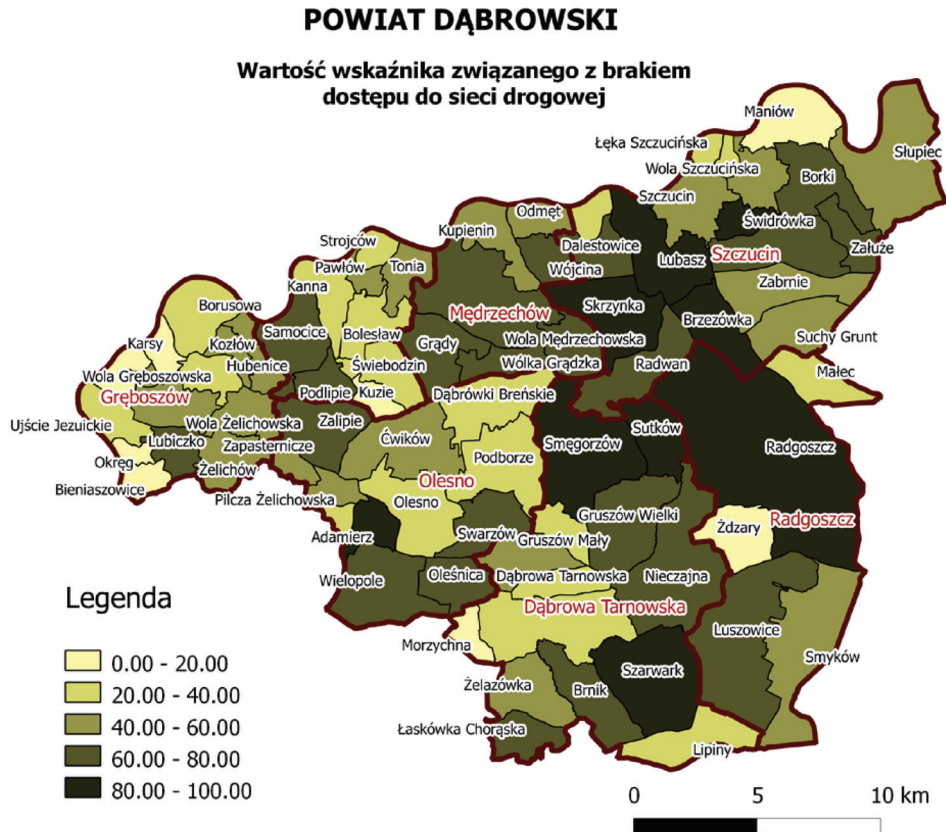 POWIAT DĄBROWSKI
Wartość wskaźnika związanego z brakiem
dostępu do sieci drogowej
Maniów
Łęka Szczucińska
Słupiec
Wola Szczucińska
Borki
Szczucin
Odmęt
Świdrówka
Kupienin
Strojców
Dalestowice
Załuże
Szczucin
Lubasz
Pawłów
Tonia
Wójcina
Zabrnie
Kanna
Skrzynka
Borusowa
Mędrzechów
Brzezówka
Samocice
Bolesław
Wola Mędrzechowska
Suchy Grunt
Karsy
Kozłów
Grądy
Wola Gręboszowska
Hubenice
Świebodzin
Wólka Grądzka
Radwan
Małec
Gręboszów
Podlipie
Kuzie
Dąbrówki Breńskie
Ujście Jezuickie
Wola Żelichowska
Zalipie
Sutków
Lubiczko
Zapasternicze
Ćwików
Smęgorzów
Radgoszcz
Okręg
Żelichów
Podborze
Bieniaszowice
Olesno
Pilcza Żelichowska
Olesno
Gruszów Wielki
Radgoszcz
Żdzary
Adamierz
Swarzów
Gruszów Mały
Wielopole
Oleśnica
Dąbrowa Tarnowska
Nieczajna
Dąbrowa Tarnowska
Luszowice
Morzychna
Smyków
Szarwark
Żelazówka
Brnik
Łaskówka Chorąska
Lipiny
Legenda
0.00 - 20.00
20.00 - 40.00
40.00 - 60.00
60.00 - 80.00
80.00 - 100.00
0 5 10 km